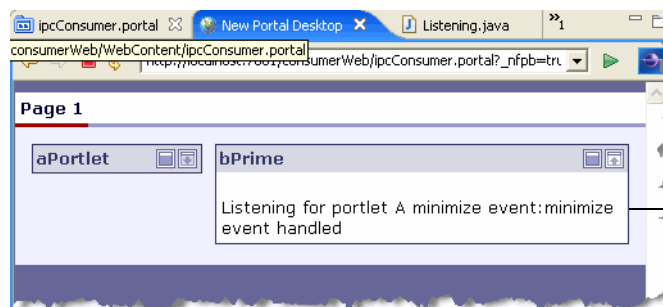 ipcConsumer.portal New Portal Desktop Listening.java »1
consumerWeb/WebContent/ipcConsumer.portal
consumerWeb/ipcConsumer.portal?_nfpb=tru
Page 1
aPortlet bPrime
Listening for portlet A minimize event:minimize
event handled